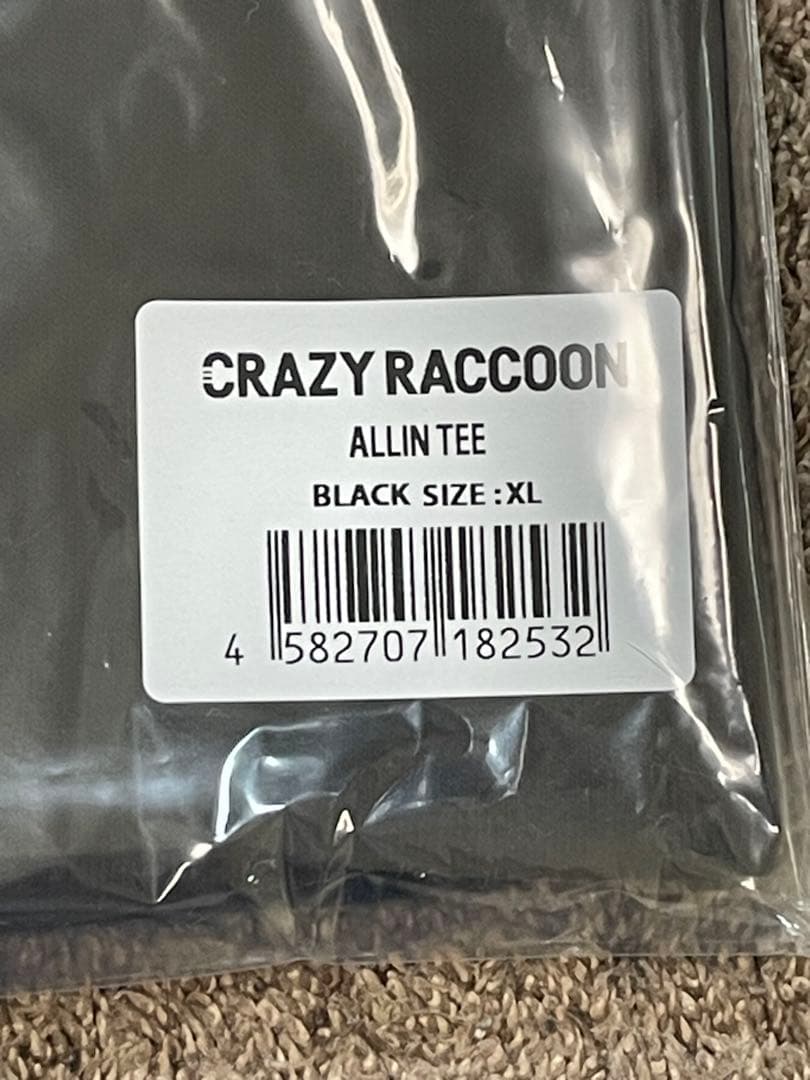 CRAZY RACCOON
ALLIN TEE
BLACK SIZE:XL
4 582707 182532